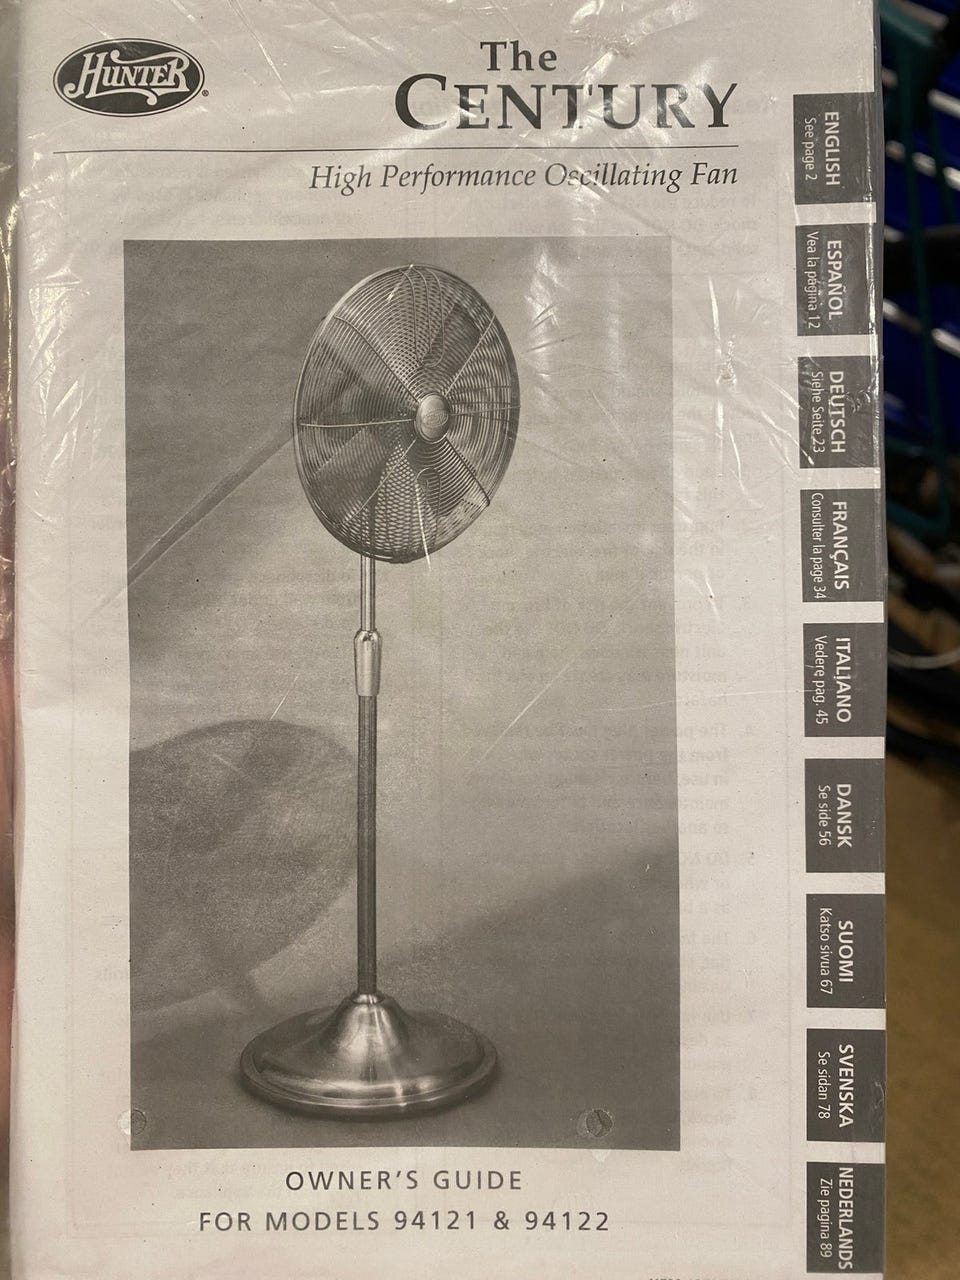 HUNTER®
The
CENTURY
High Performance Oscillating Fan
ENGLISH
See page 2
ESPAÑOL
Vea la página 12
DEUTSCH
Siehe Seite 23
FRANÇAIS
Consulter la page 34
ITALIANO
Vedere pag. 45
DANSK
Se side 56
SUOMI
Katso sivua 67
SVENSKA
Se sidan 78
NEDERLANDS
Zie pagina 89
OWNER'S GUIDE
FOR MODELS 94121 & 94122